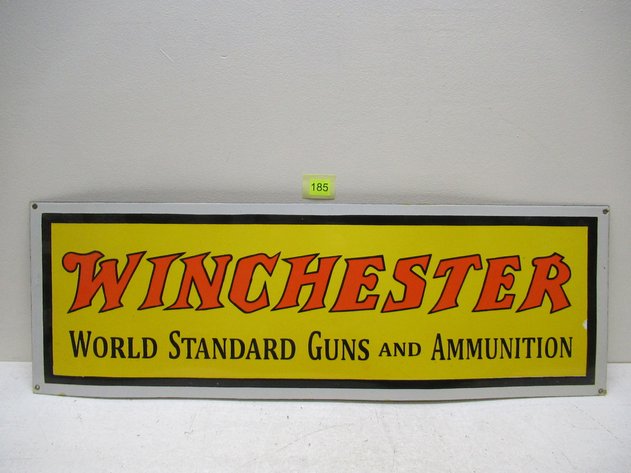 185
WINCHESTER
WORLD STANDARD GUNS AND AMMUNITION